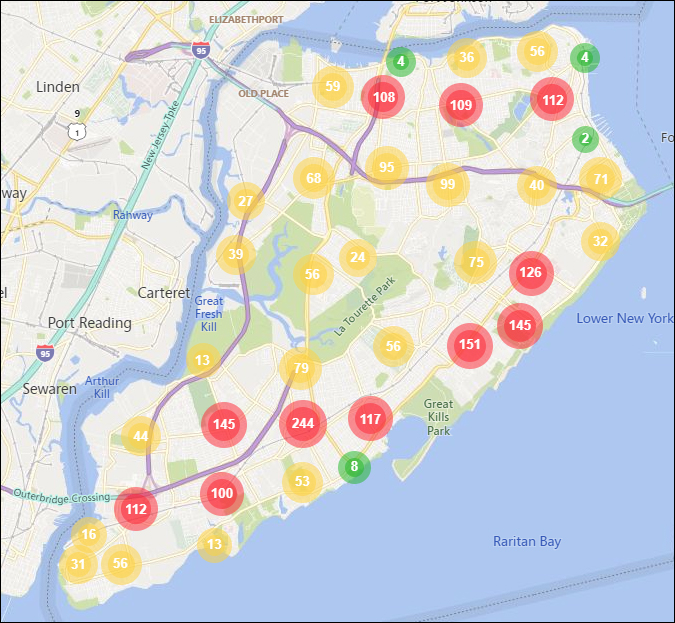 ELIZABETHPORT
95
4
36
56
4
Linden
59
OLD PLACE
108
109
112
9
1
New Jersey Tpke
2
95
68
99
40
71
way
Rahway
27
32
39
24
56
75
126
Carteret
Great
Fresh
Kill
La Tourette Park
Port Reading
145
Lower New York
151
56
95
13
79
Sewaren
Arthur
Kill
Great
Kills
Park
145
244
117
44
8
53
100
Outerbridge Crossing
112
16
13
Raritan Bay
31
56